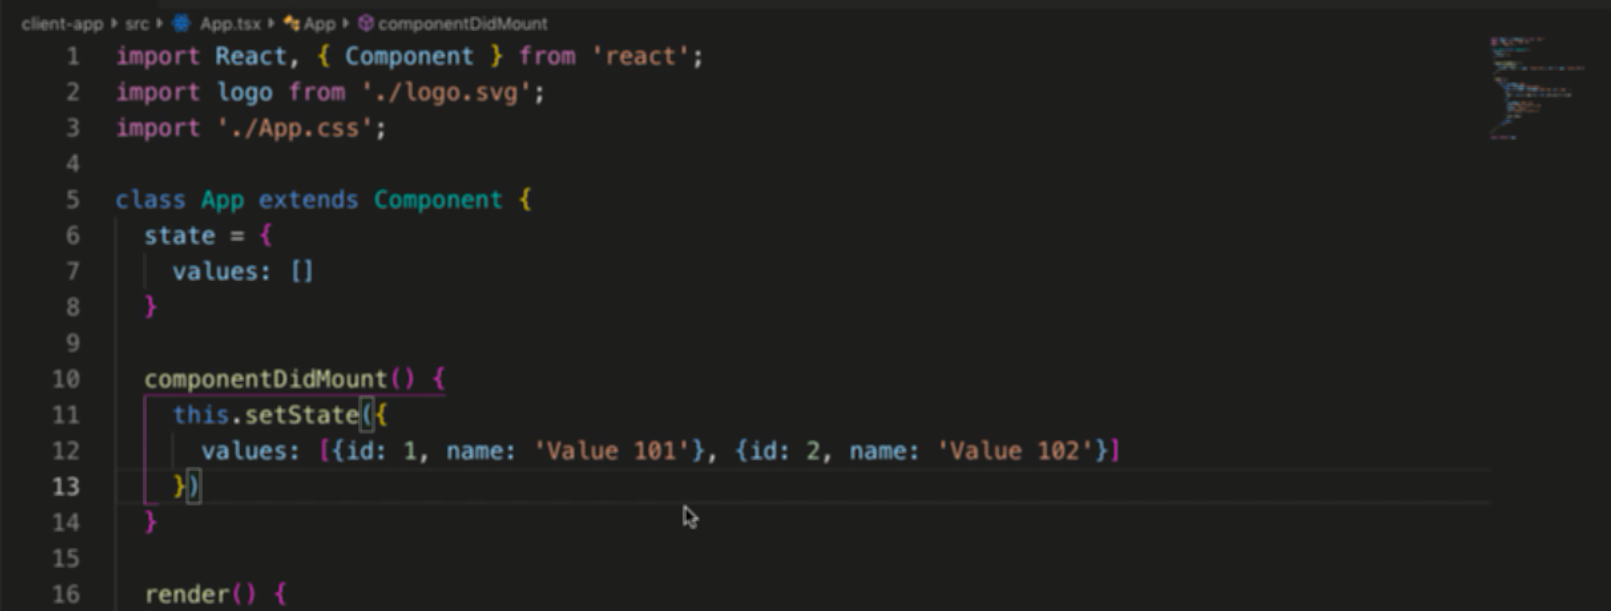 client-app src App.tsx App componentDidMount
1 import React, { Component } from 'react';
2 import logo from './logo.svg';
3 import './App.css';
4
5 class App extends Component {
6 state = {
7 values: []
8 }
9
10 componentDidMount() {
11 this.setState({
12 values: [{id: 1, name: 'Value 101'}, {id: 2, name: 'Value 102'}]
13 })
14 }
15
16 render() {